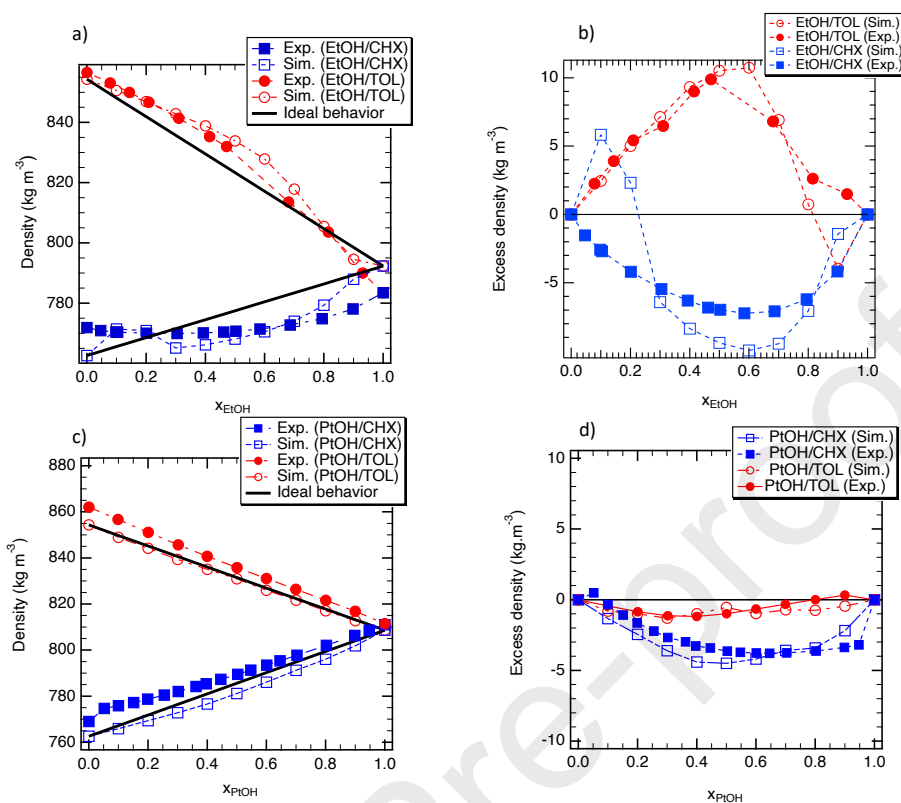 a)
Exp. (EtOH/CHX)
Sim. (EtOH/CHX)
Exp. (EtOH/TOL)
Sim. (EtOH/TOL)
Ideal behavior
Density (kg m-3)
840
820
800
780
0.0 0.2 0.4 0.6 0.8 1.0
xEtOH
b)
EtOH/TOL (Sim.)
EtOH/TOL (Exp.)
EtOH/CHX (Sim.)
EtOH/CHX (Exp.)
Excess density (kg m-3)
10
5
0
-5
0.0 0.2 0.4 0.6 0.8 1.0
xEtOH
c)
Exp. (PtOH/CHX)
Sim. (PtOH/CHX)
Exp. (PtOH/TOL)
Sim. (PtOH/TOL)
Ideal behavior
Density (kg m-3)
880
860
840
820
800
780
760
0.0 0.2 0.4 0.6 0.8 1.0
xPtOH
d)
PtOH/CHX (Sim.)
PtOH/CHX (Exp.)
PtOH/TOL (Sim.)
PtOH/TOL (Exp.)
Excess density (kg.m-3)
10
5
0
-5
-10
0.0 0.2 0.4 0.6 0.8 1.0
xPtOH
re-proof